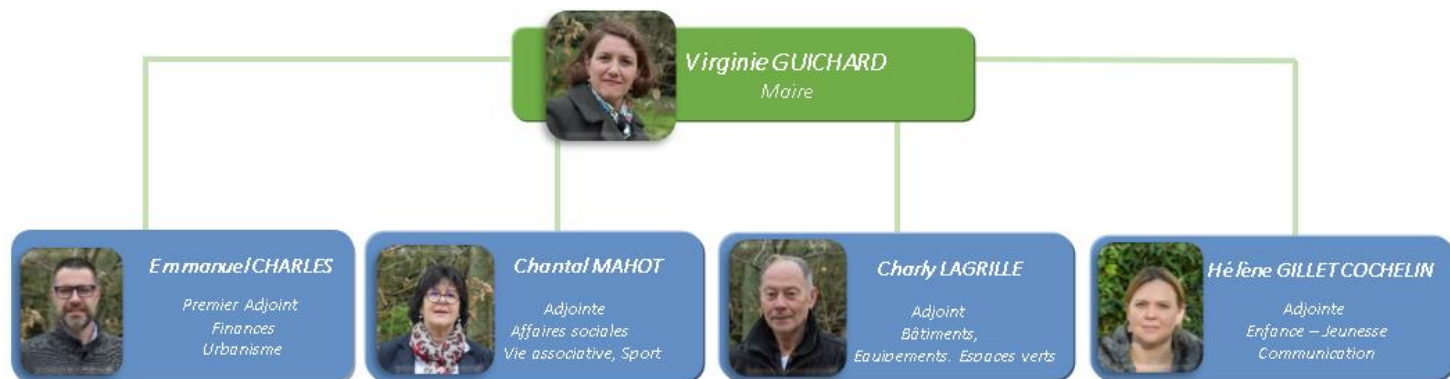 Virginie GUICHARD
Maire
Emmanuel CHARLES
Premier Adjoint
Finances
Urbanisme
Chantal MAHOT
Adjointe
Affaires sociales
Vie associative, Sport
Charly LAGRILLE
Adjoint
Bâtiments,
Equipements, Espaces verts
Hélène GILLET COCHELIN
Adjointe
Enfance – Jeunesse
Communication